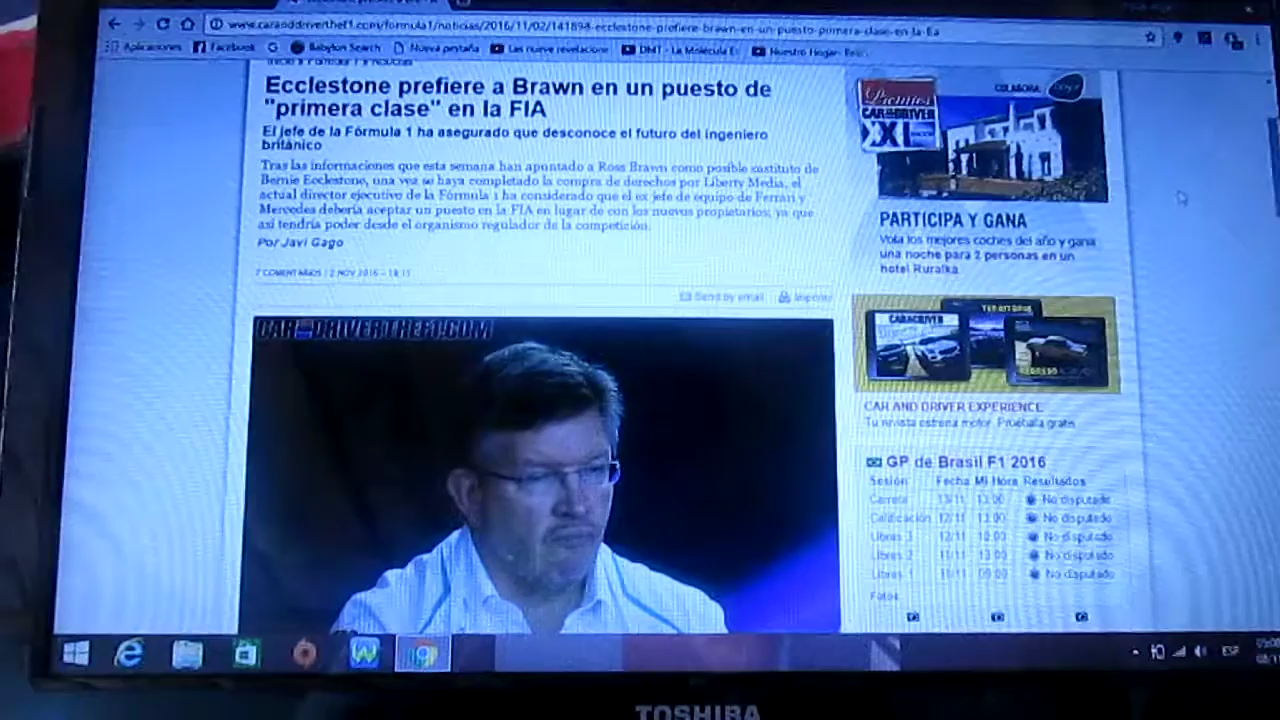 www.caranddriverthef1.com/formula1/noticias/2016/11/02/141898-ecclestone-prefiere-brawn-en-un-puesto-primera-clase-en-la-fia
Aplicaciones Facebook G Babylon Search Nueva pestaña Las nueve revelacione DMT - La Molécula Es Nuestro Hogar
Ecclestone prefiere a Brawn en un puesto de
"primera clase" en la FIA
El jefe de la Fórmula 1 ha asegurado que desconoce el futuro del ingeniero
británico
Tras las informaciones que esta semana han apuntado a Ross Brawn como posible sustituto de
Bernie Ecclestone, una vez se haya completado la compra de derechos por Liberty Media, el
actual director ejecutivo de la Fórmula 1 ha considerado que el ex jefe de equipo de Ferrari y
Mercedes debería aceptar un puesto en la FIA en lugar de con los nuevos propietarios, ya que
así tendría poder desde el organismo regulador de la competición.
Por Javi Gago
7 COMENTARIOS | 2 NOV 2016 - 18:15
Send by email Imprimir
CAR DRIVERTHEF1.COM
COLABORA:
Premios
CAR DRIVER
XXI
PARTICIPA Y GANA
Vota los mejores coches del año y gana
una noche para 2 personas en un
hotel Ruralka
CAR AND DRIVER EXPERIENCE
Tu revista estrena motor. Pruébala gratis
GP de Brasil F1 2016
Sesión Fecha Mi Hora Resultados
Carrera 13/11 13:00 No disputado
Calificación 12/11 13:00 No disputado
Libres 3 12/11 10:00 No disputado
Libres 2 11/11 13:00 No disputado
Libres 1 11/11 09:00 No disputado
Fotos
ESP
TOSHIBA